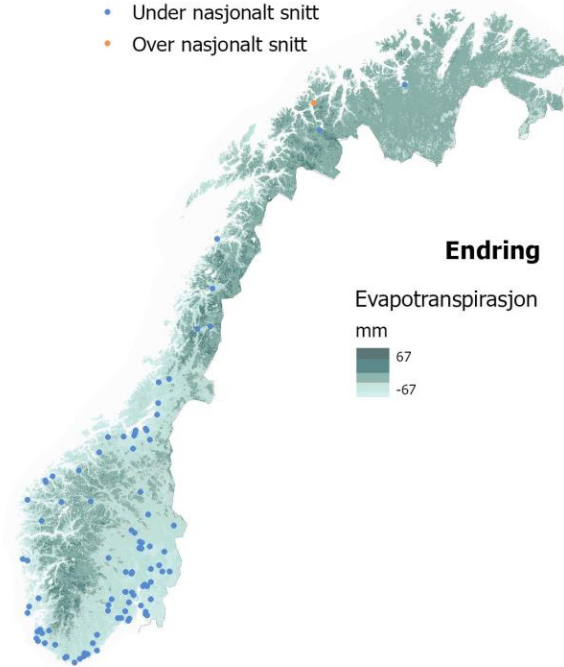 Under nasjonalt snitt
Over nasjonalt snitt
Endring
Evapotranspirasjon
mm
67
-67